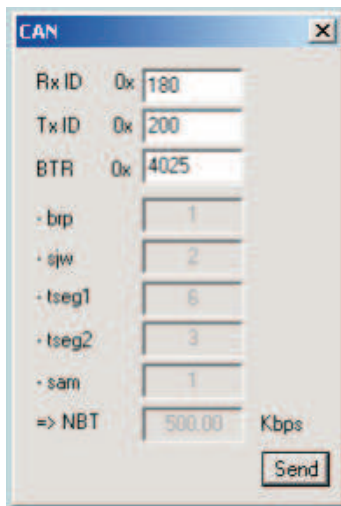 CAN
Rx ID 0x 180
Tx ID 0x 200
BTR 0x 4025
- brp 1
- sjw 2
- tseg1 6
- tseg2 3
- sam 1
=> NBT 500.00 Kbps
Send